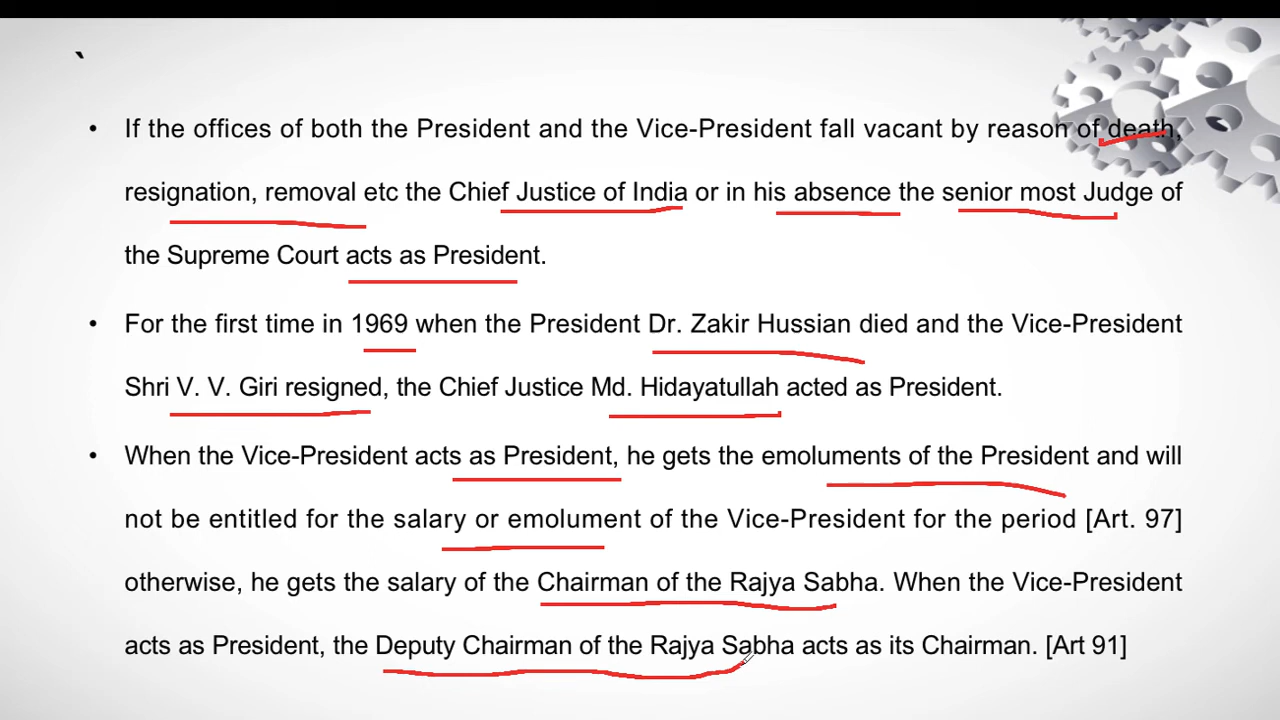 `
• If the offices of both the President and the Vice-President fall vacant by reason of death,
resignation, removal etc the Chief Justice of India or in his absence the senior most Judge of
the Supreme Court acts as President.
• For the first time in 1969 when the President Dr. Zakir Hussian died and the Vice-President
Shri V. V. Giri resigned, the Chief Justice Md. Hidayatullah acted as President.
• When the Vice-President acts as President, he gets the emoluments of the President and will
not be entitled for the salary or emolument of the Vice-President for the period [Art. 97]
otherwise, he gets the salary of the Chairman of the Rajya Sabha. When the Vice-President
acts as President, the Deputy Chairman of the Rajya Sabha acts as its Chairman. [Art 91]